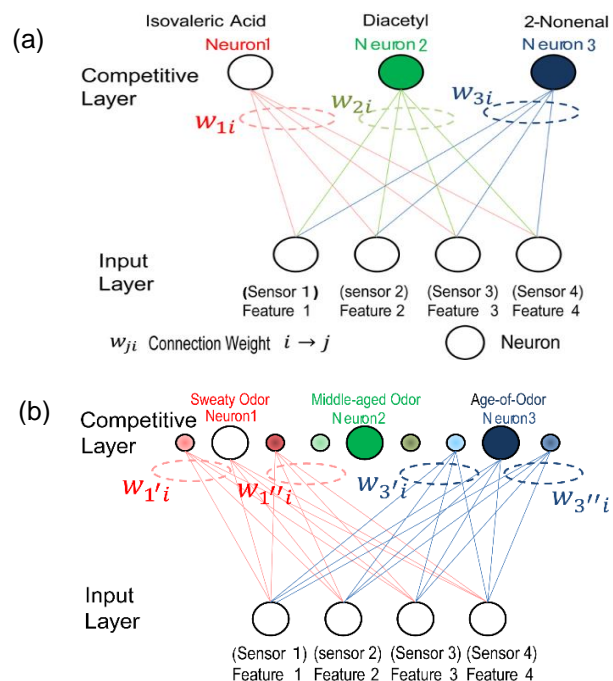 (a)
Isovaleric Acid Diacetyl 2-Nonenal
Neuron1 Neuron 2 Neuron 3
Competitive
Layer
w1i w2i w3i
Input
Layer
(Sensor 1) (sensor 2) (Sensor 3) (Sensor 4)
Feature 1 Feature 2 Feature 3 Feature 4
wji Connection Weight i → j Neuron
(b)
Sweaty Odor Middle-aged Odor Age-of-Odor
Competitive
Layer
Neuron1 Neuron2 Neuron3
w1'i w1''i w3'i w3''i
Input
Layer
(Sensor 1) (sensor 2) (Sensor 3) (Sensor 4)
Feature 1 Feature 2 Feature 3 Feature 4